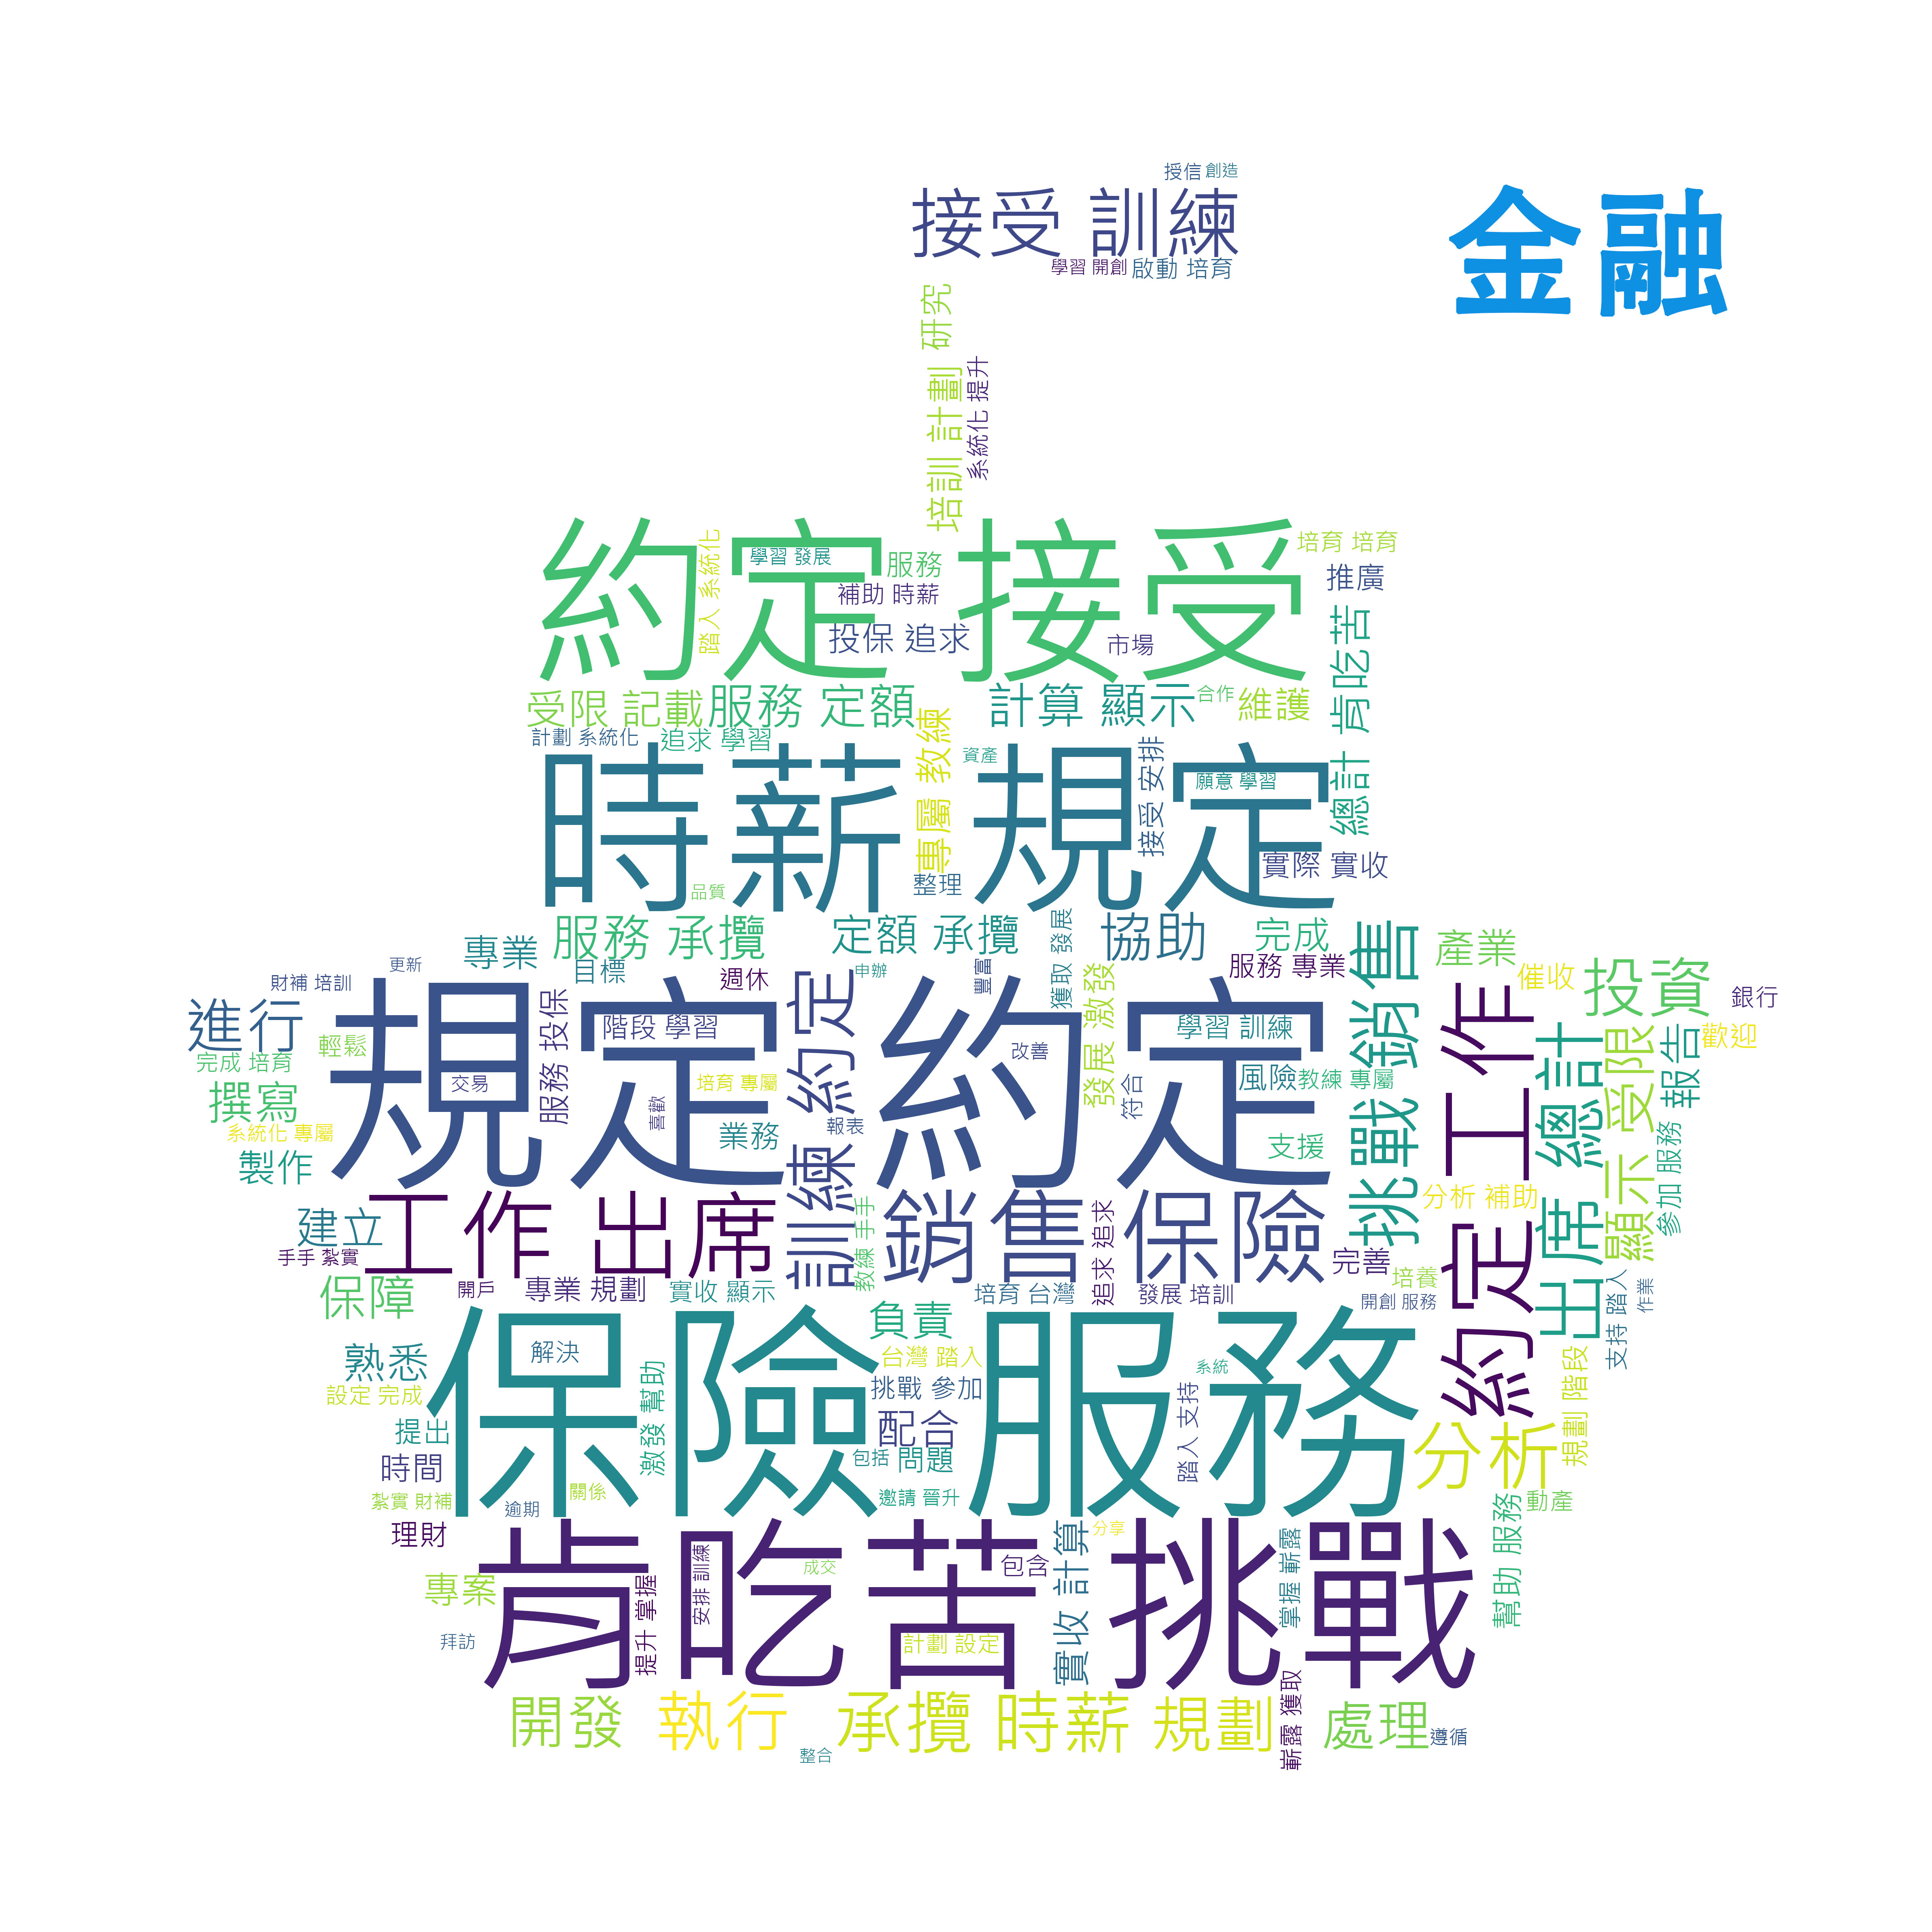 授信
創造
接受 訓練
金融
學習 開創
啟動 培育
研究
培訓 計劃
系統化 提升
約定 接受
踏入 系統化
學習 發展
服務
補助 時薪
投保 追求
市場
培育 培育
推廣
總計 肯吃苦
受限 記載
服務 定額
計算 顯示
合作
維護
計劃 系統化
追求 學習
時薪 規定
專屬 教練
資產
接受 安排
願意 學習
實際 實收
整理
品質
服務 承攬
定額 承攬
協助
完成
專業
目標
更新
財補 培訓
週休
申辦
豐富
獲取 發展
服務 專業
挑戰 銷售
產業
催收
投資
銀行
進行
規定 約定
完成 培育
輕鬆
服務 投保
階段 學習
訓練 約定
改善
發展 激發
學習 訓練
約定 工作
出席 總計
顯示 受限
報告
歡迎
撰寫
交易
培育 專屬
喜歡
報表
符合
風險
教練 專屬
系統化 專屬
業務
支援
製作
參加 服務
建立
工作 出席
銷售 保險
分析 補助
手手 紮實
教練 手手
追求 追求
完善
培養
保障
開戶
專業 規劃
實收 顯示
培育 台灣
發展 培訓
開創 服務
支持 踏入
作業
保險 服務
負責
熟悉
解決
台灣 踏入
系統
設定 完成
激發 幫助
挑戰 參加
踏入 支持
規劃 階段
提出
配合
分析
時間
包括
問題
紮實 財補
關係
邀請 晉升
逾期
幫助 服務
動產
理財
肯吃苦 挑戰
分享
安排 訓練
成交
包含
實收 計算
掌握 嶄露
專案
提升 掌握
拜訪
計劃 設定
開發
執行
承攬 時薪
規劃
嶄露 獲取
處理
遵循
整合